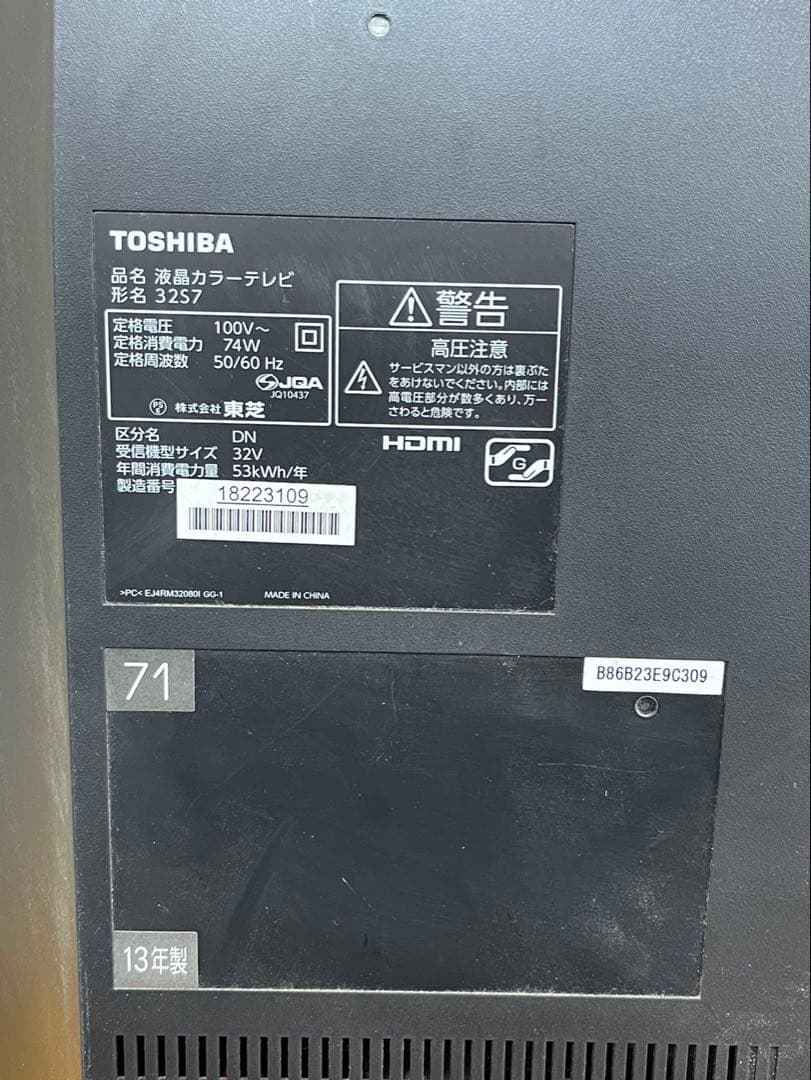 TOSHIBA
品名 液晶カラーテレビ
形名 32S7
定格電圧 100V～
定格消費電力 74W
定格周波数 50/60 Hz
JQA
JQ10437
PS E 株式会社 東芝
警告
高圧注意
サービスマン以外の方は裏ぶた
をあけないでください。内部には
高電圧部分が数多くあり、万一
さわると危険です。
区分名 DN
受信機型サイズ 32V
年間消費電力量 53kWh/年
製造番号 18223109
HDMI
G
>PC< EJ4RM32080I GG-1 MADE IN CHINA
71
B86B23E9C309
13年製